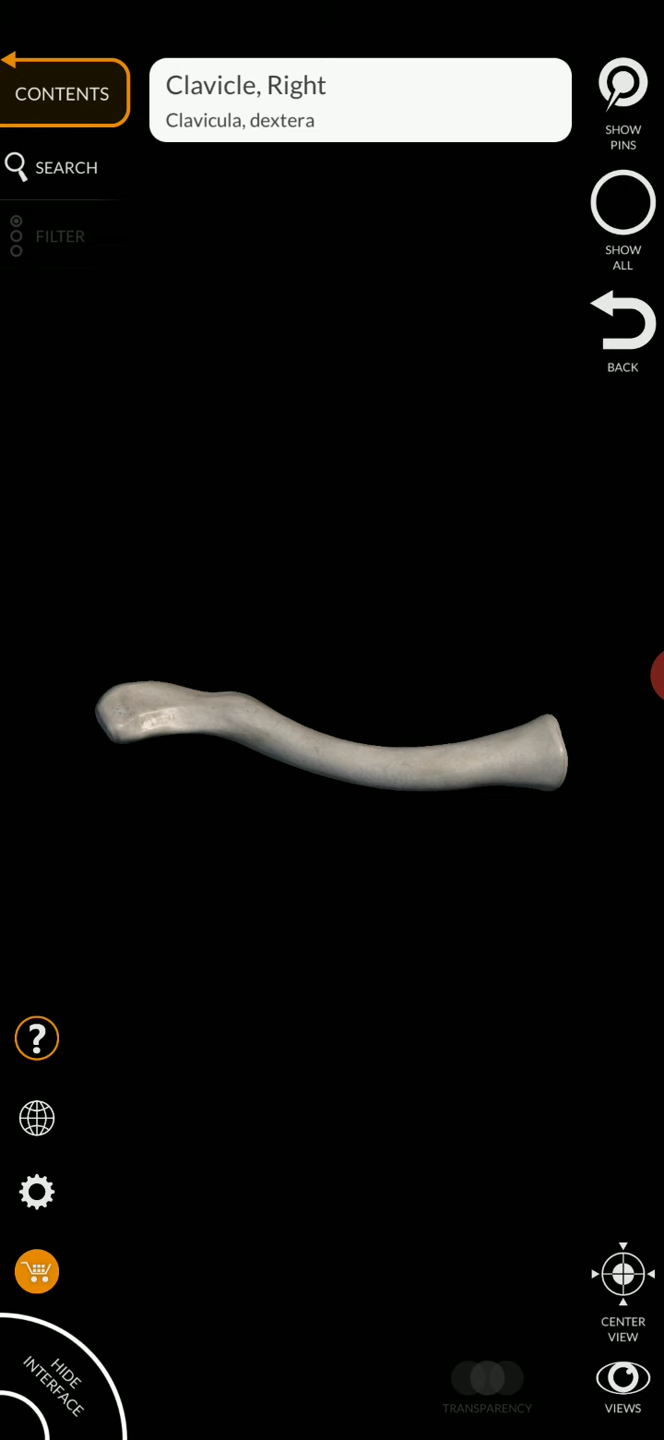 CONTENTS
Clavicle, Right
Clavicula, dextera
SEARCH
FILTER
SHOW
PINS
SHOW
ALL
BACK
?
HIDE
INTERFACE
CENTER
VIEW
TRANSPARENCY
VIEWS